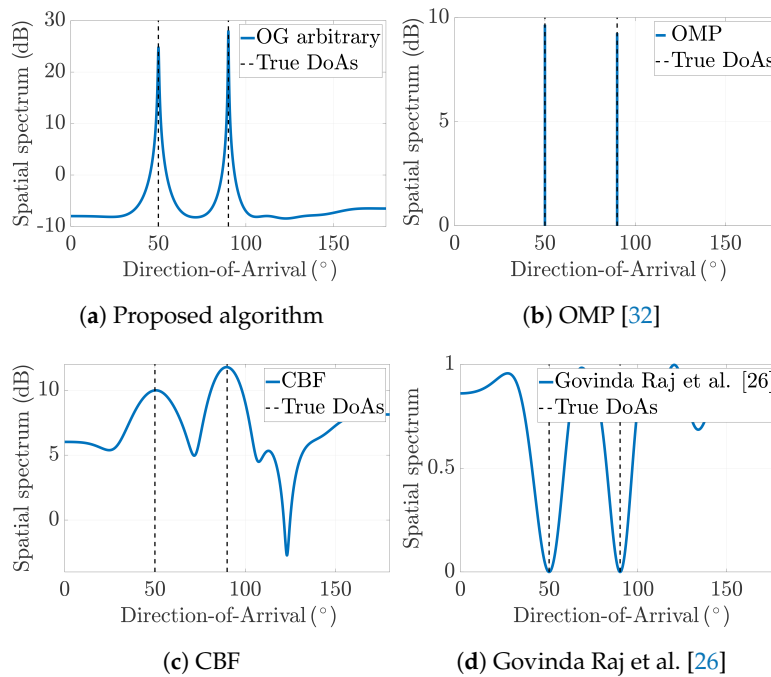 Spatial spectrum (dB)
30
20
10
0
-10
0
50
100
150
OG arbitrary
True DoAs
Direction-of-Arrival (°)
(a) Proposed algorithm
Spatial spectrum (dB)
10
5
0
0
50
100
150
OMP
True DoAs
Direction-of-Arrival (°)
(b) OMP [32]
Spatial spectrum (dB)
10
5
0
0
50
100
150
CBF
True DoAs
Direction-of-Arrival (°)
(c) CBF
Spatial spectrum
1
0.5
0
0
50
100
150
Govinda Raj et al. [26]
True DoAs
Direction-of-Arrival (°)
(d) Govinda Raj et al. [26]